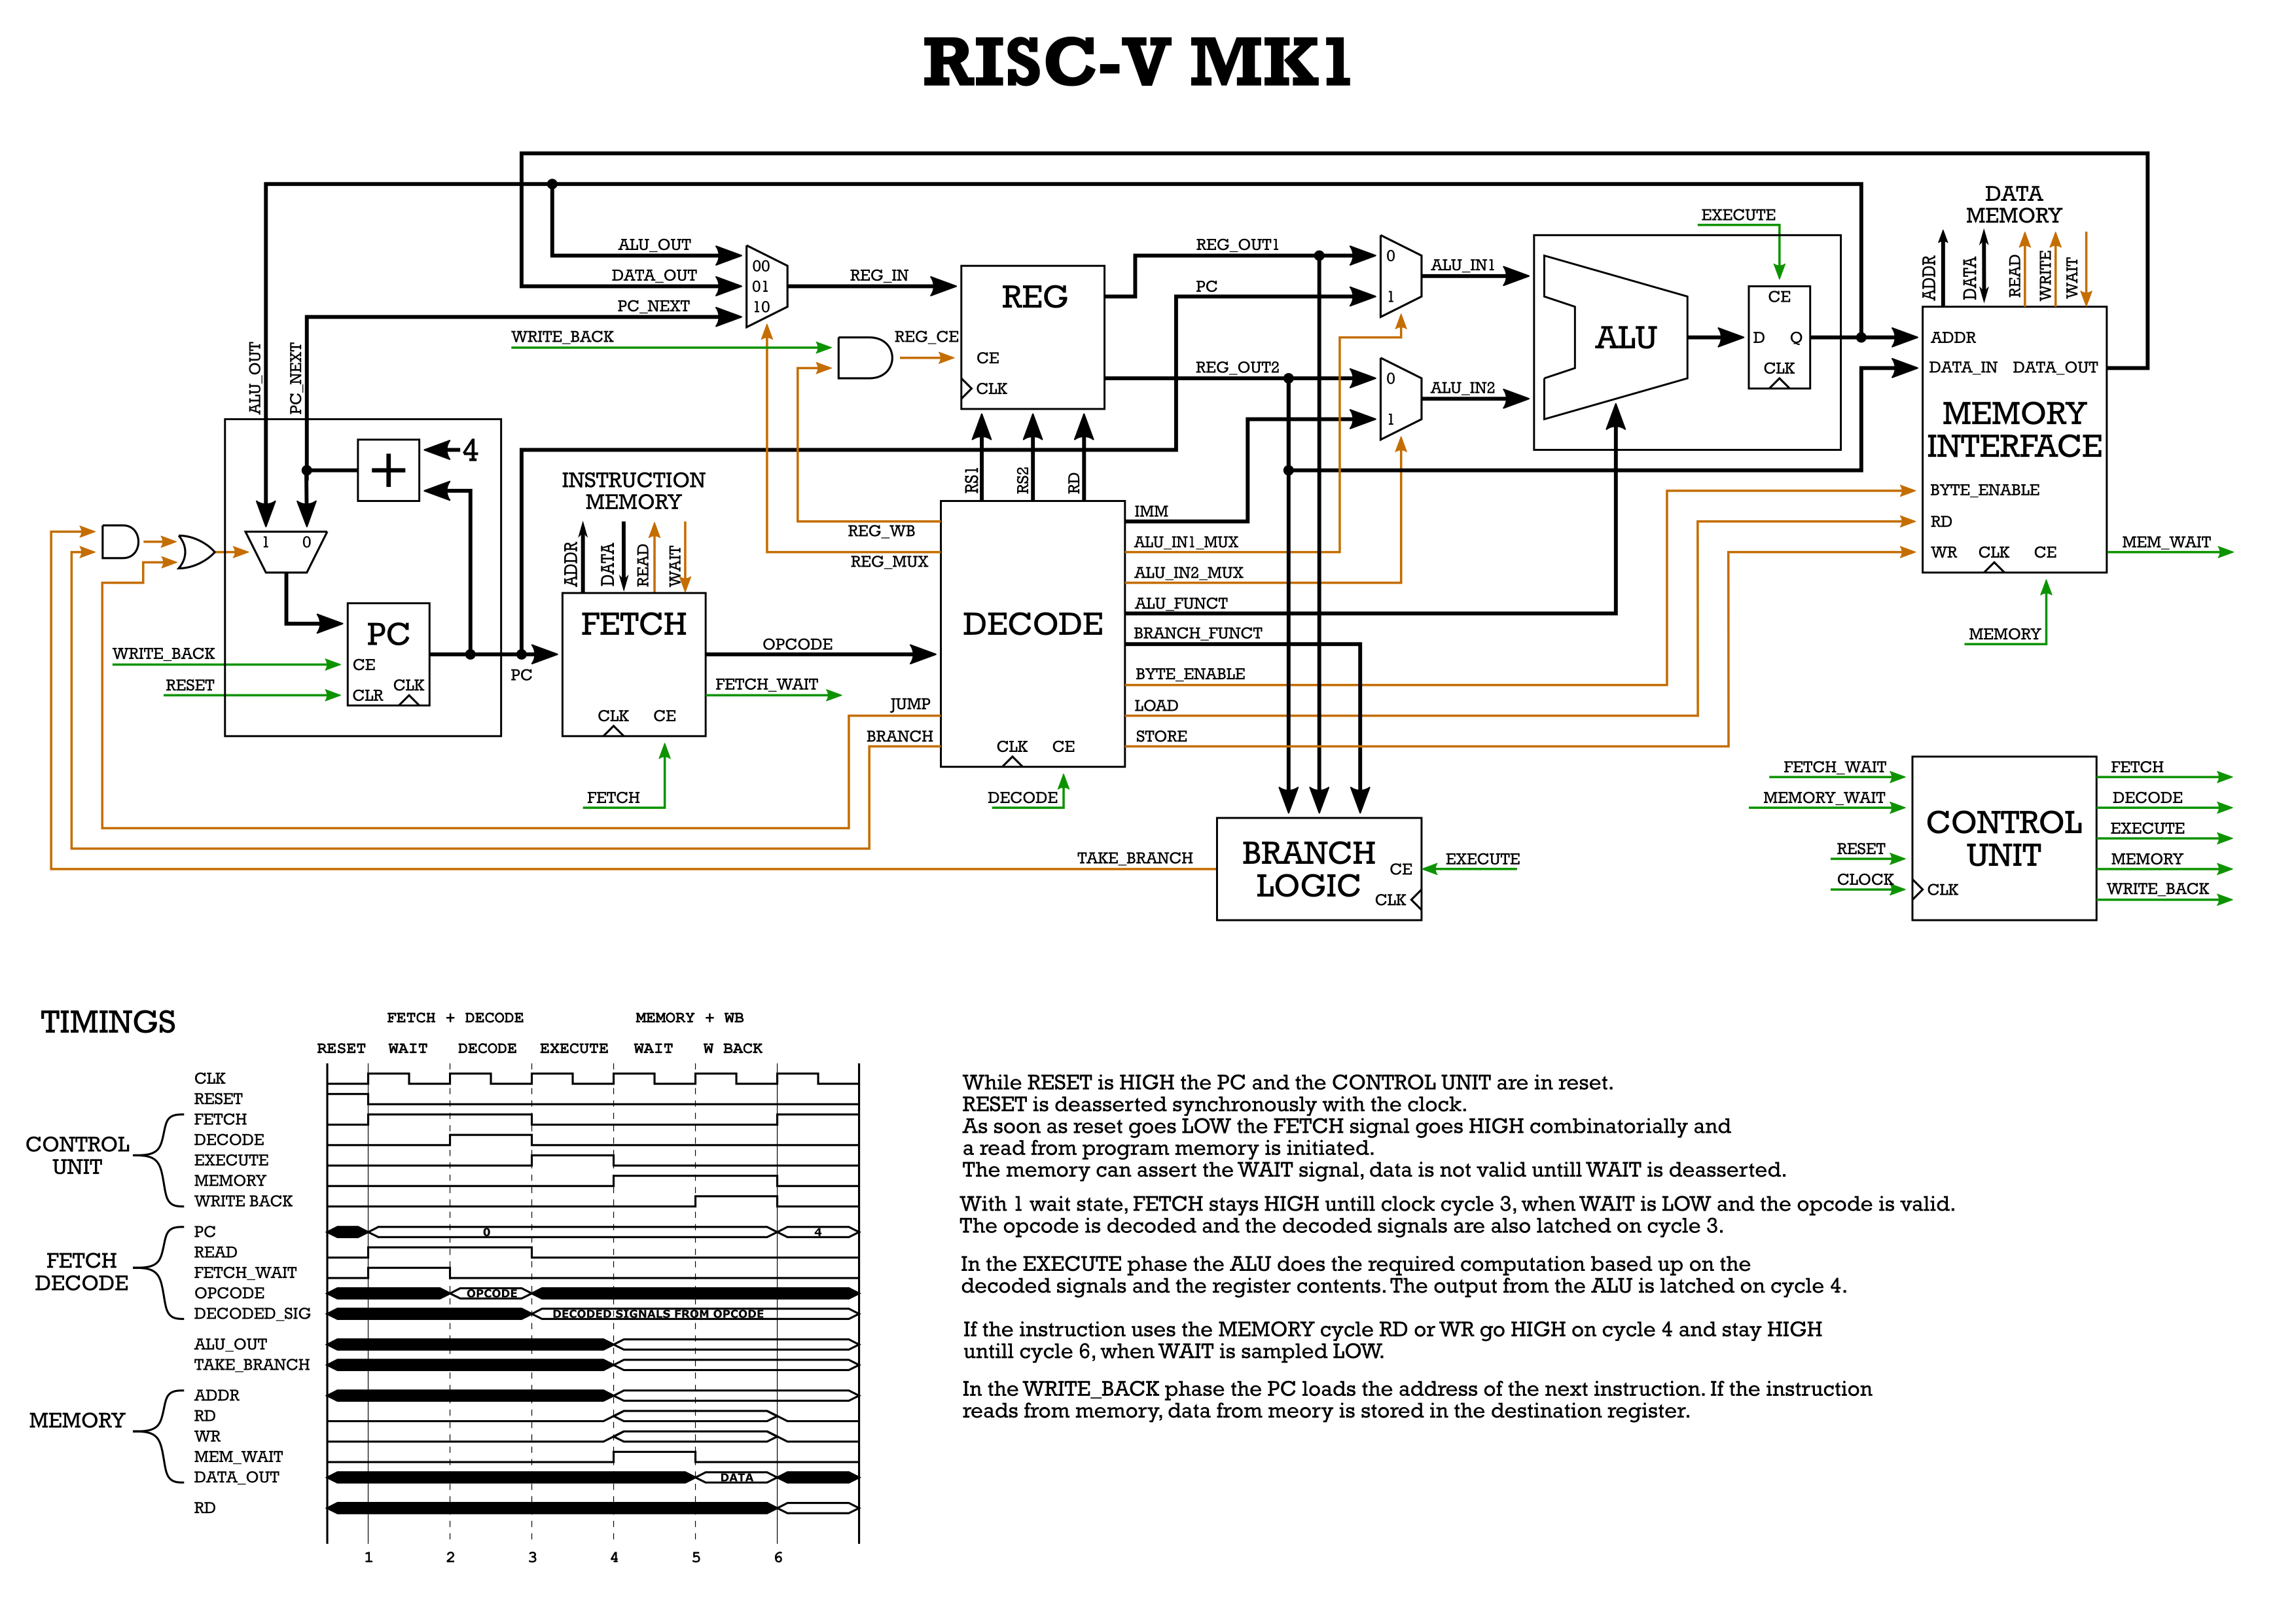 RISC-V MK1
ALU_OUT
DATA_OUT
PC_NEXT
00
01
10
REG_IN
WRITE_BACK
REG_CE
REG
CE
CLK
REG_OUT1
PC
REG_OUT2
0
1
ALU_IN1
0
1
ALU_IN2
EXECUTE
ALU
CE
D Q
CLK
DATA
MEMORY
ADDR
DATA
READ
WRITE
WAIT
ADDR
DATA_IN DATA_OUT
MEMORY
INTERFACE
BYTE_ENABLE
RD
WR CLK CE
MEM_WAIT
MEMORY
ALU_OUT
PC_NEXT
+
4
1 0
PC
CE
CLR
CLK
WRITE_BACK
RESET
PC
INSTRUCTION
MEMORY
ADDR
DATA
READ
WAIT
FETCH
CLK CE
OPCODE
FETCH_WAIT
FETCH
RS1
RS2
RD
REG_WB
REG_MUX
DECODE
JUMP
BRANCH
CLK CE
DECODE
IMM
ALU_IN1_MUX
ALU_IN2_MUX
ALU_FUNCT
BRANCH_FUNCT
BYTE_ENABLE
LOAD
STORE
TAKE_BRANCH
BRANCH
LOGIC
CE
CLK
EXECUTE
FETCH_WAIT
MEMORY_WAIT
RESET
CLOCK
CONTROL
UNIT
CLK
FETCH
DECODE
EXECUTE
MEMORY
WRITE_BACK
TIMINGS
FETCH + DECODE
MEMORY + WB
RESET WAIT DECODE EXECUTE WAIT W BACK
CLK
RESET
FETCH
DECODE
EXECUTE
MEMORY
WRITE BACK
CONTROL
UNIT
PC
0
4
READ
FETCH_WAIT
OPCODE
OPCODE
DECODED_SIG
DECODED SIGNALS FROM OPCODE
FETCH
DECODE
ALU_OUT
TAKE_BRANCH
ADDR
RD
WR
MEM_WAIT
DATA_OUT
DATA
MEMORY
RD
1 2 3 4 5 6
While RESET is HIGH the PC and the CONTROL UNIT are in reset.
RESET is deasserted synchronously with the clock.
As soon as reset goes LOW the FETCH signal goes HIGH combinatorially and
a read from program memory is initiated.
The memory can assert the WAIT signal, data is not valid untill WAIT is deasserted.
With 1 wait state, FETCH stays HIGH untill clock cycle 3, when WAIT is LOW and the opcode is valid.
The opcode is decoded and the decoded signals are also latched on cycle 3.
In the EXECUTE phase the ALU does the required computation based up on the
decoded signals and the register contents. The output from the ALU is latched on cycle 4.
If the instruction uses the MEMORY cycle RD or WR go HIGH on cycle 4 and stay HIGH
untill cycle 6, when WAIT is sampled LOW.
In the WRITE_BACK phase the PC loads the address of the next instruction. If the instruction
reads from memory, data from meory is stored in the destination register.